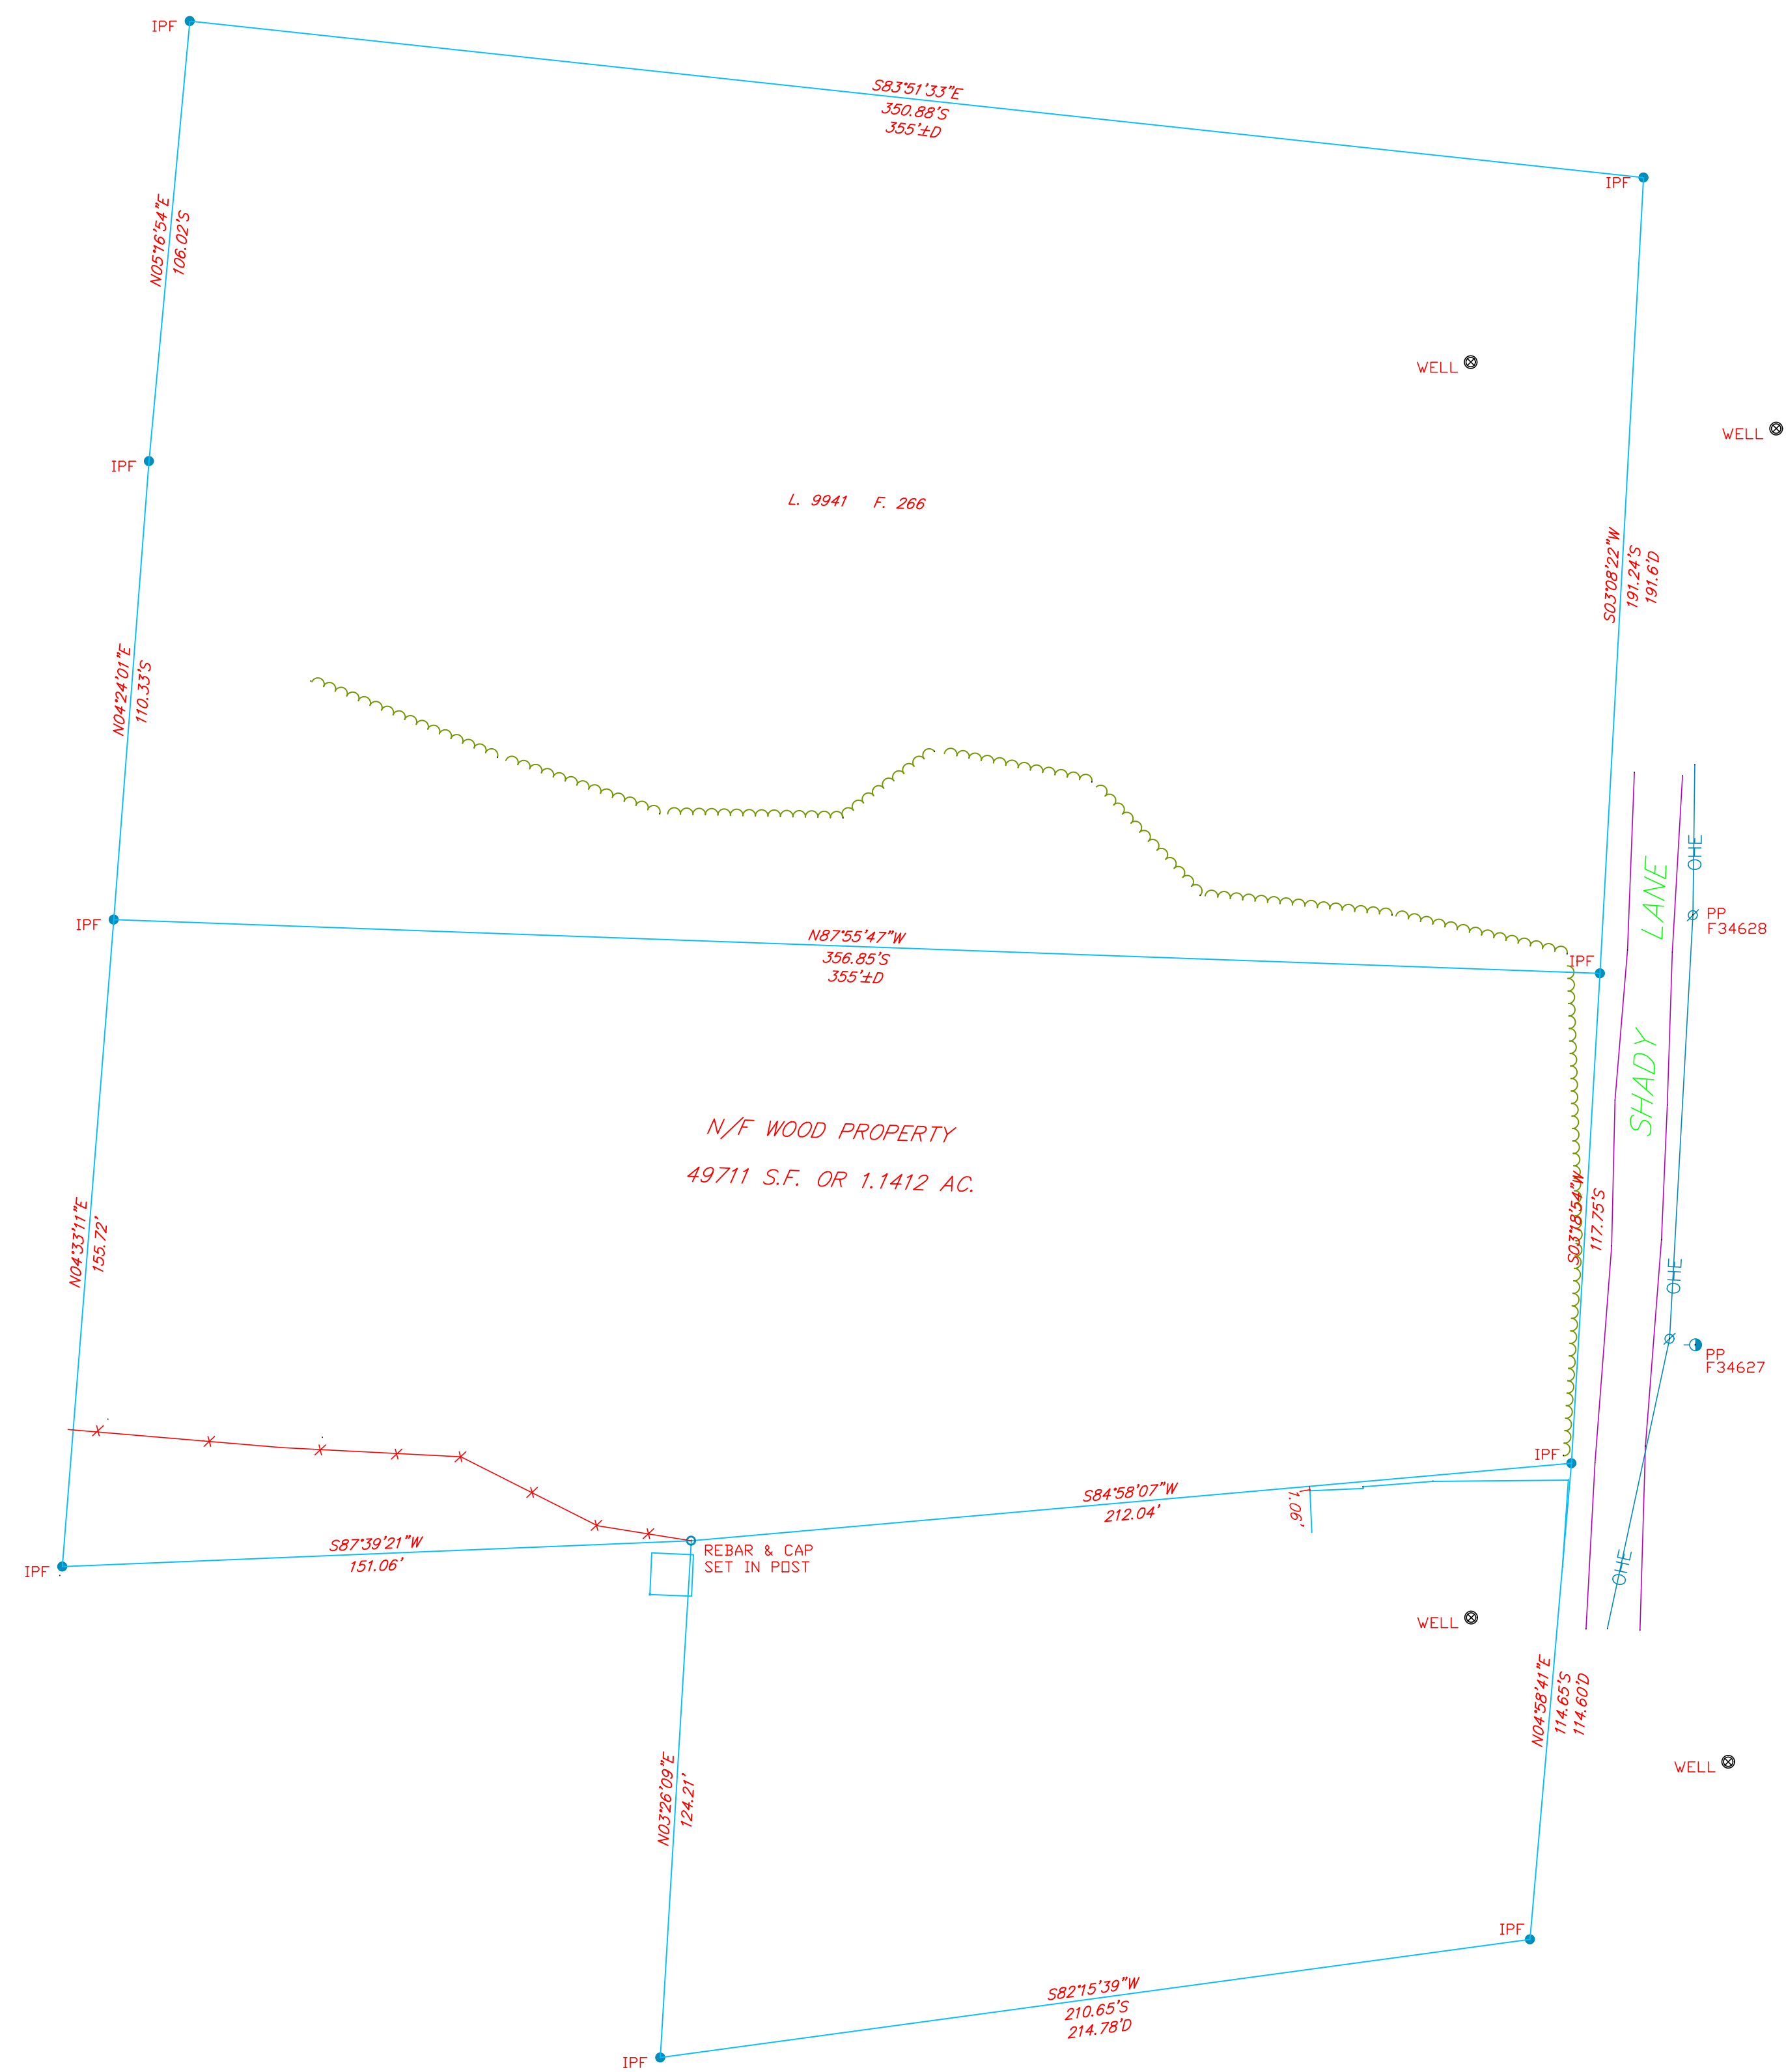 IPF
S83°51'33"E
350.88'S
355'±D
IPF
N05°16'54"E
106.02'S
WELL
WELL
IPF
L. 9941 F. 266
S03°08'22"W
191.24'S
191.6'D
N04°24'01"E
110.33'S
OHE
SHADY LANE
PP
F34628
IPF
N87°55'47"W
356.85'S
355'±D
IPF
N/F WOOD PROPERTY
49711 S.F. OR 1.1412 AC.
S03°18'54"W
117.75'S
N04°33'11"E
155.72'
OHE
PP
F34627
IPF
S84°58'07"W
212.04'
1.06'
S87°39'21"W
151.06'
REBAR & CAP
SET IN POST
IPF
OHE
WELL
N04°58'41"E
114.65'S
114.60'D
WELL
N03°26'09"E
124.21'
IPF
S82°15'39"W
210.65'S
214.78'D
IPF